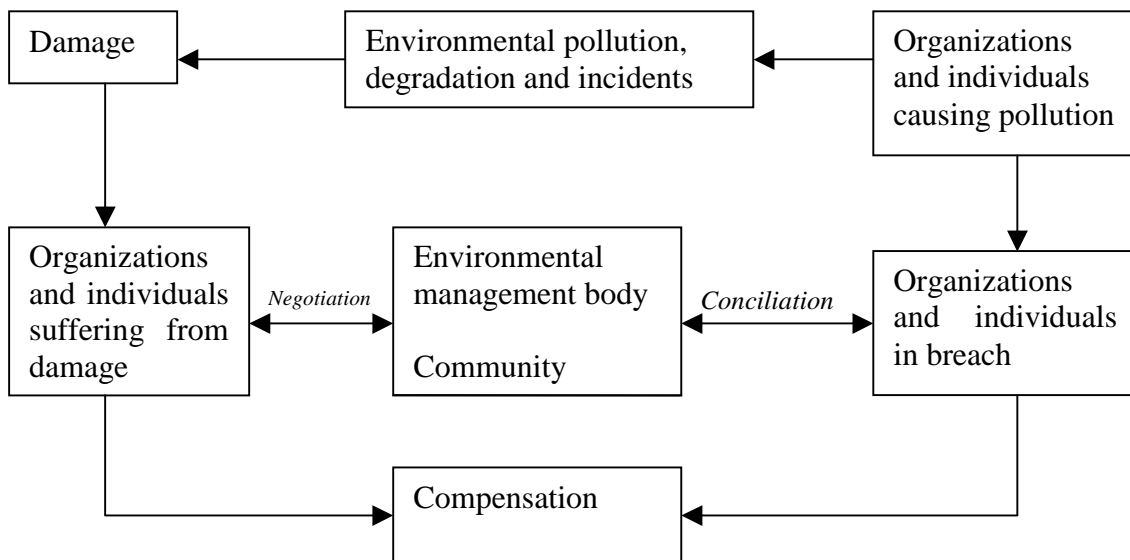 Damage
Environmental pollution,
degradation and incidents
Organizations
and individuals
causing pollution
Organizations
and individuals
suffering from
damage
Negotiation
Environmental
management body
Community
Conciliation
Organizations
and individuals
in breach
Compensation